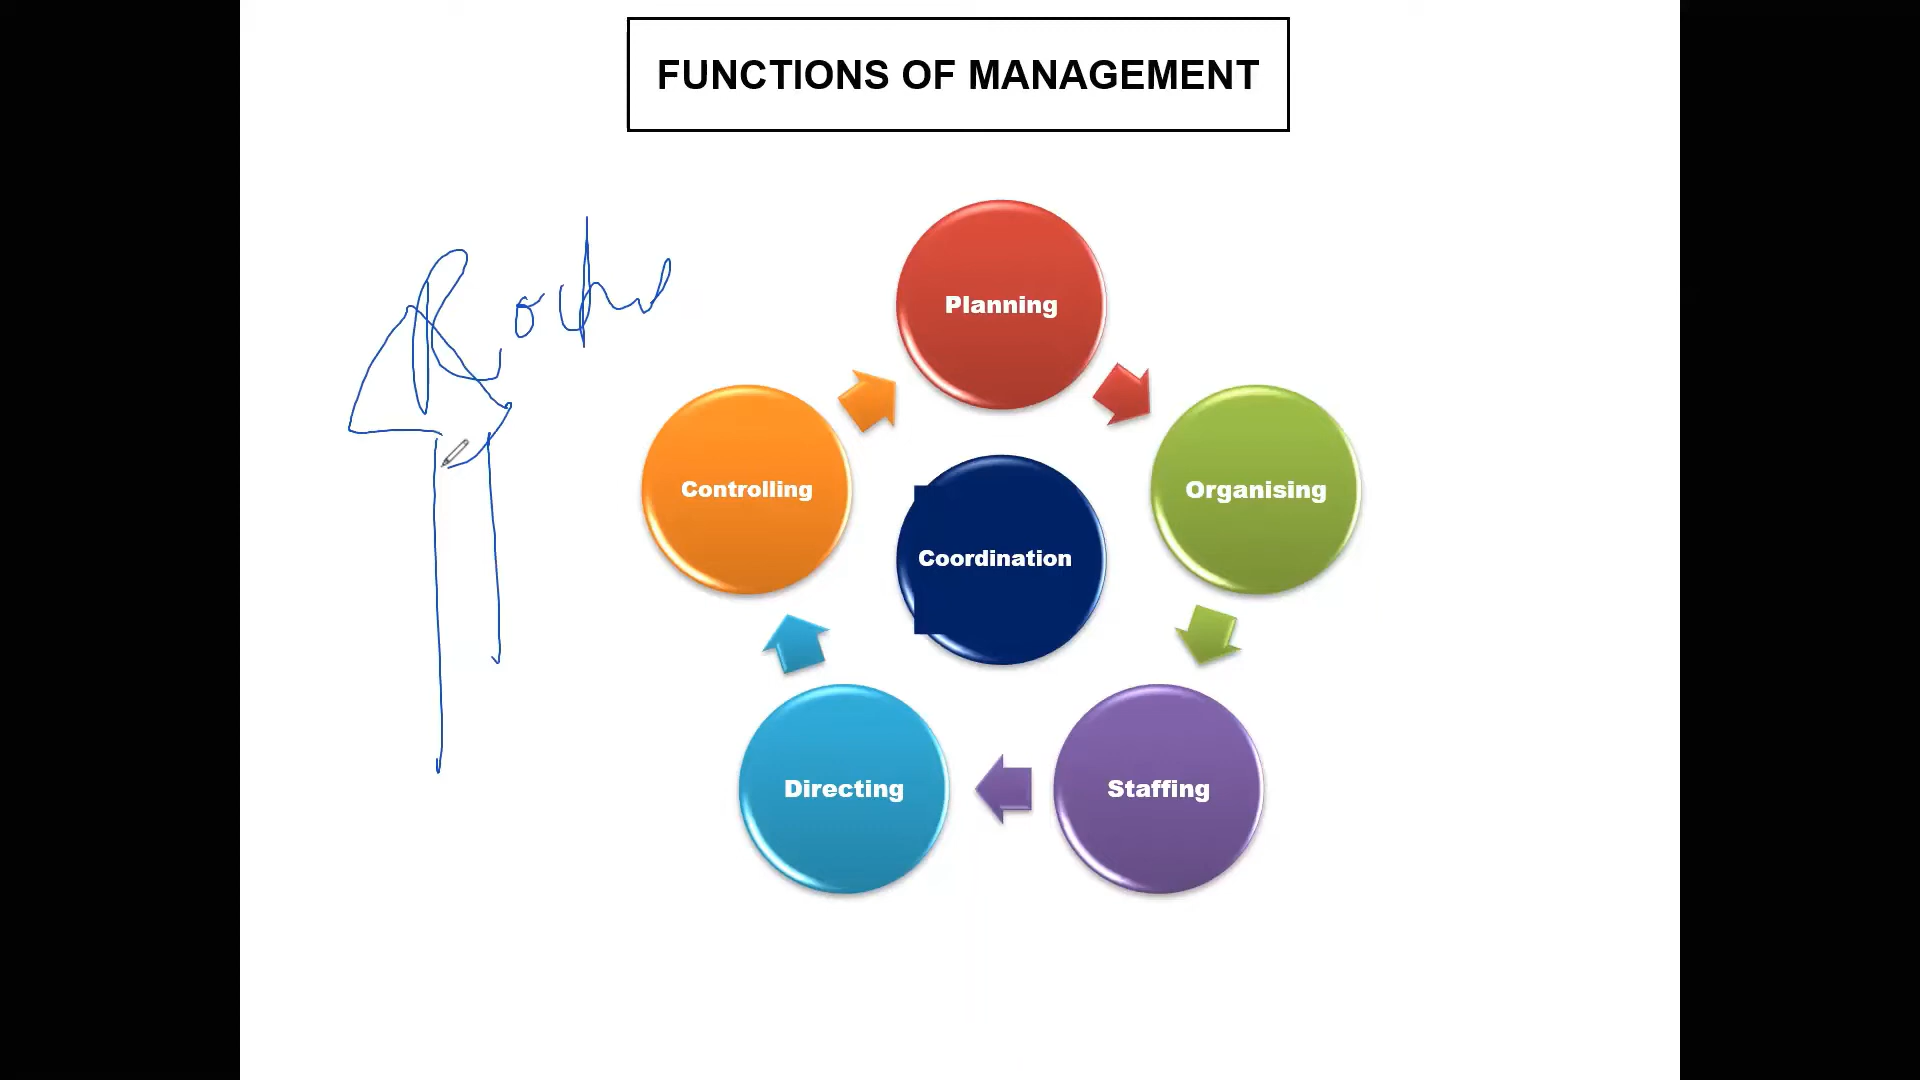 FUNCTIONS OF MANAGEMENT
Planning
Controlling
Organising
Coordination
Directing
Staffing